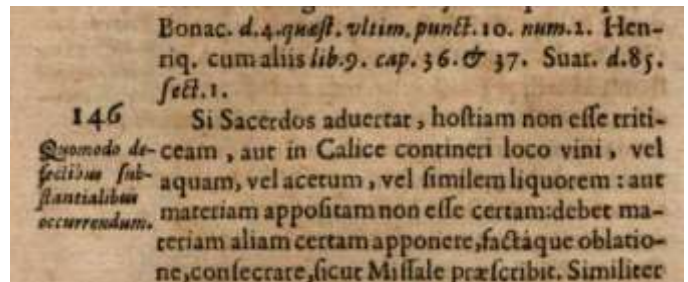 Bonac. d.4.quæst. vltim. punct. 10. num.2. Hen-
riq. cum aliis lib.9. cap. 36. & 37. Suar. d.85.
sect.1.
146
Quomodo de-
fectibus sub-
stantialibus
occurrendum.
Si Sacerdos aduertat, hostiam non esse triti-
ceam, aut in Calice contineri loco vini, vel
aquam, vel acetum, vel similem liquorem: aut
materiam appositam non esse certam: debet ma-
teriam aliam certam apponere, factáque oblatio-
ne, consecrare, sicut Missale præscribit. Similiter